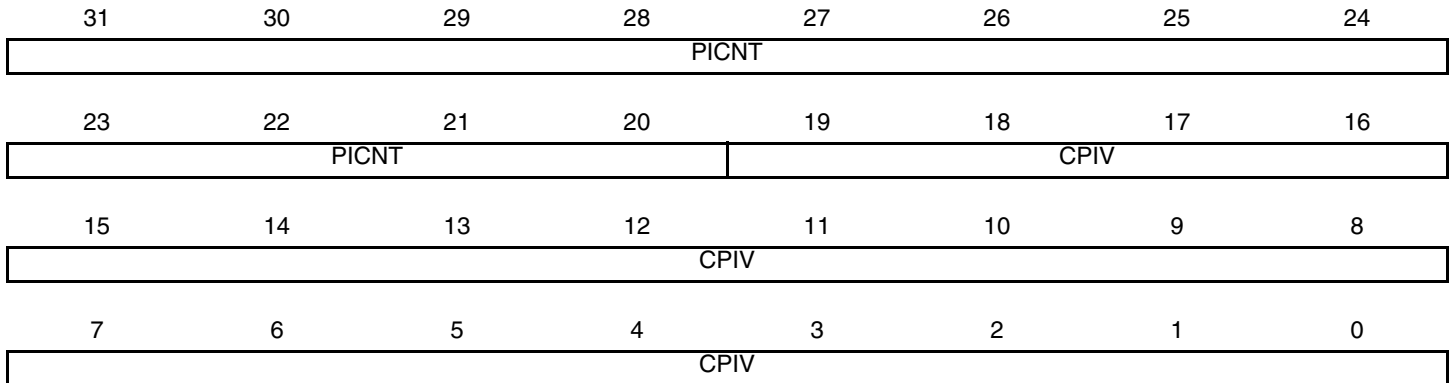 31 30 29 28 27 26 25 24
PICNT
23 22 21 20 19 18 17 16
PICNT CPIV
15 14 13 12 11 10 9 8
CPIV
7 6 5 4 3 2 1 0
CPIV